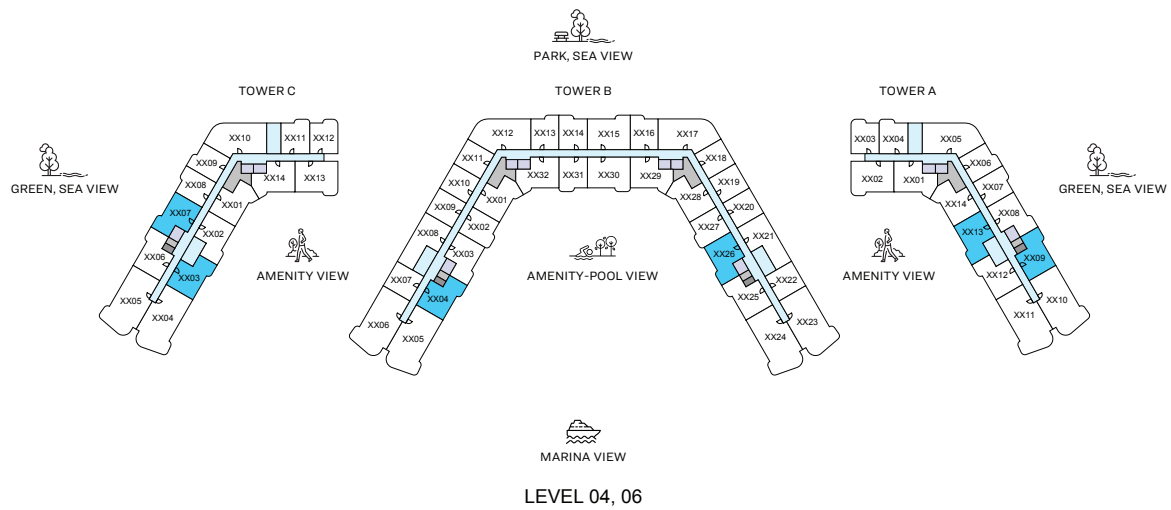 PARK, SEA VIEW
TOWER C
TOWER B
TOWER A
GREEN, SEA VIEW
GREEN, SEA VIEW
XX10
XX11
XX12
XX09
XX08
XX07
XX06
XX05
XX04
XX03
XX02
XX01
XX14
XX13
XX12
XX13
XX14
XX15
XX16
XX17
XX11
XX10
XX09
XX08
XX07
XX06
XX05
XX04
XX03
XX02
XX01
XX32
XX31
XX30
XX29
XX28
XX18
XX19
XX20
XX27
XX21
XX26
XX22
XX25
XX23
XX24
XX03
XX04
XX05
XX02
XX01
XX06
XX07
XX14
XX08
XX13
XX09
XX12
XX10
XX11
AMENITY VIEW
AMENITY-POOL VIEW
AMENITY VIEW
MARINA VIEW
LEVEL 04, 06